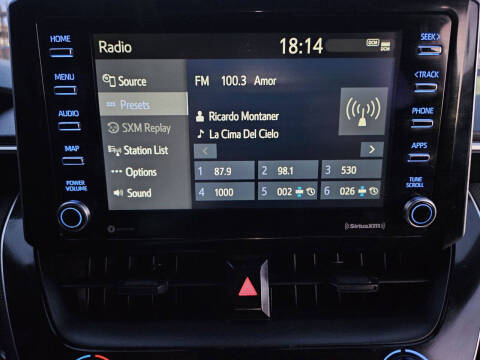 HOME
MENU
AUDIO
MAP
POWER
VOLUME
Radio
18:14
DCM
DCM
Source
Presets
SXM Replay
Station List
Options
Sound
FM 100.3 Amor
Ricardo Montaner
La Cima Del Cielo
1 87.9 2 98.1 3 530
4 1000 5 002 6 026
SEEK>
<TRACK
PHONE
APPS
TUNE
SCROLL
SiriusXM